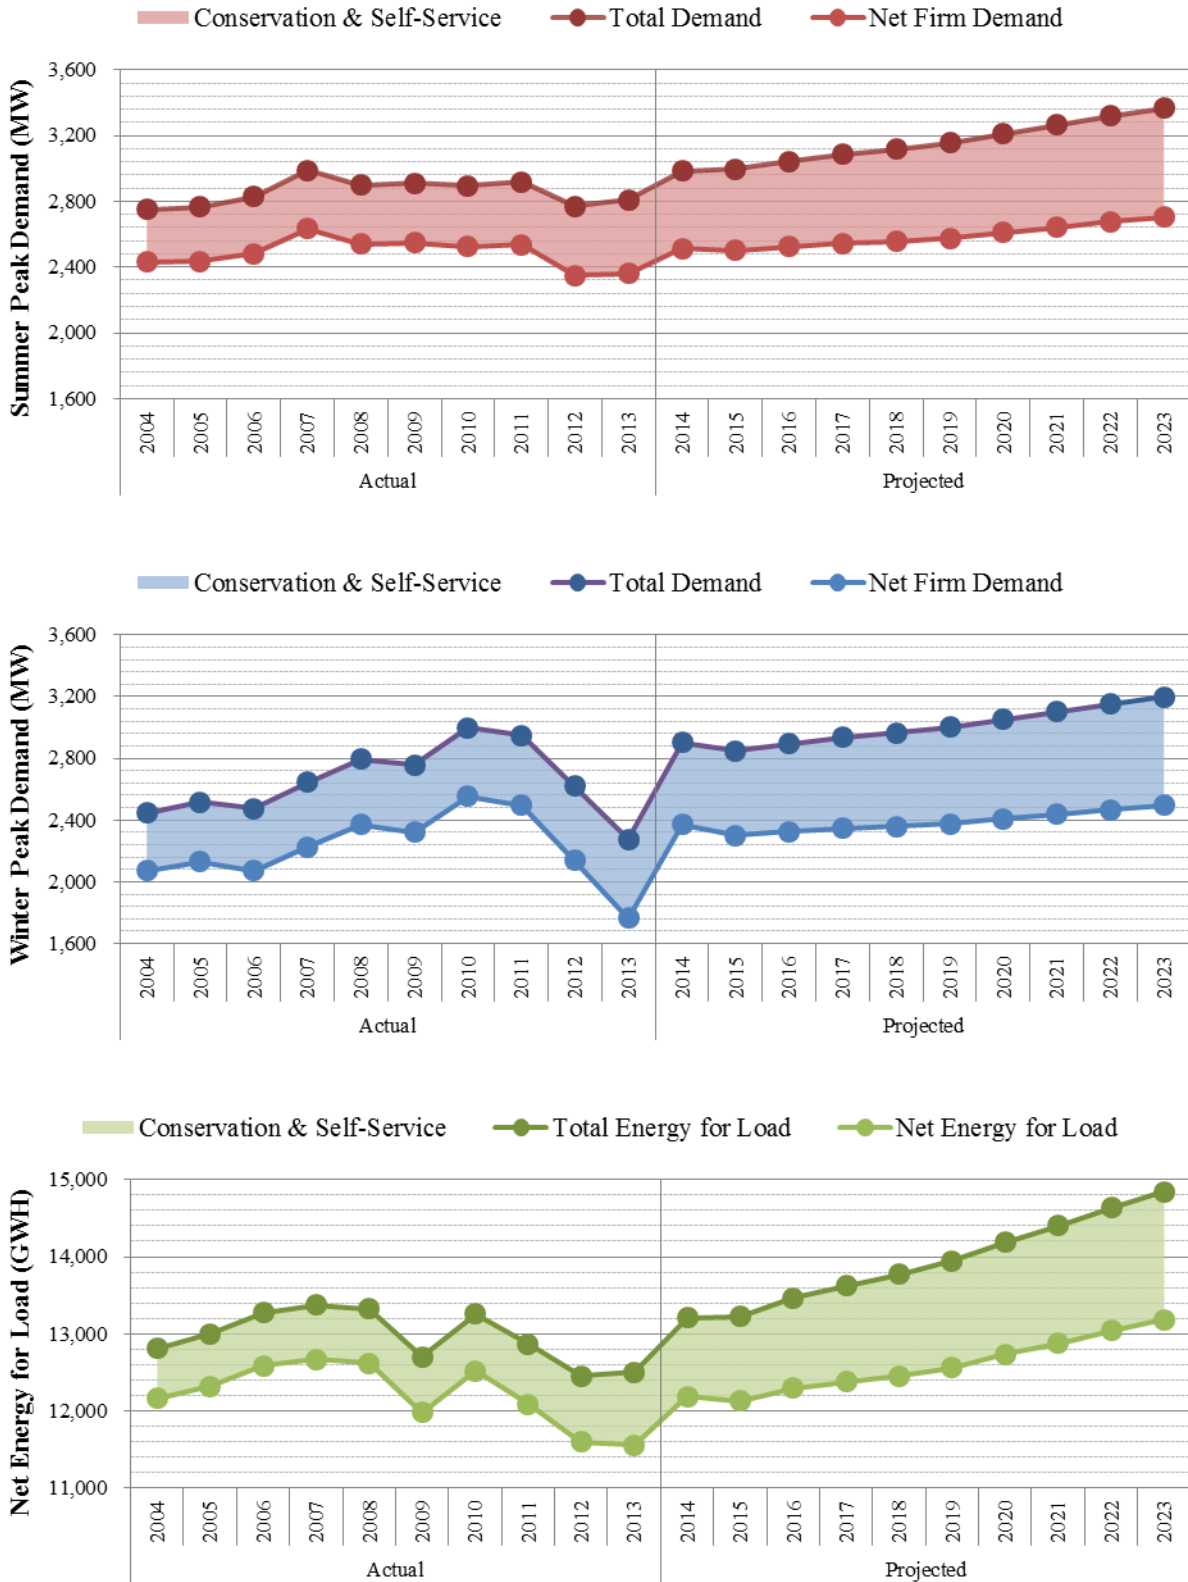 Conservation & Self-Service Total Demand Net Firm Demand
Summer Peak Demand (MW)
3,600
3,200
2,800
2,400
2,000
1,600
2004 2005 2006 2007 2008 2009 2010 2011 2012 2013 2014 2015 2016 2017 2018 2019 2020 2021 2022 2023
Actual Projected
Conservation & Self-Service Total Demand Net Firm Demand
Winter Peak Demand (MW)
3,600
3,200
2,800
2,400
2,000
1,600
2004 2005 2006 2007 2008 2009 2010 2011 2012 2013 2014 2015 2016 2017 2018 2019 2020 2021 2022 2023
Actual Projected
Conservation & Self-Service Total Energy for Load Net Energy for Load
Net Energy for Load (GWH)
15,000
14,000
13,000
12,000
11,000
2004 2005 2006 2007 2008 2009 2010 2011 2012 2013 2014 2015 2016 2017 2018 2019 2020 2021 2022 2023
Actual Projected